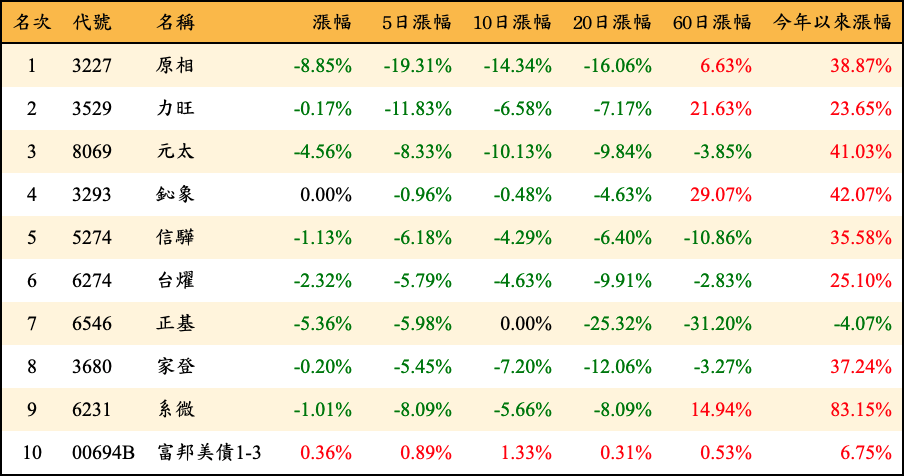 名次 代號 名稱 漲幅 5日漲幅 10日漲幅 20日漲幅 60日漲幅 今年以來漲幅
1 3227 原相 -8.85% -19.31% -14.34% -16.06% 6.63% 38.87%
2 3529 力旺 -0.17% -11.83% -6.58% -7.17% 21.63% 23.65%
3 8069 元太 -4.56% -8.33% -10.13% -9.84% -3.85% 41.03%
4 3293 鈊象 0.00% -0.96% -0.48% -4.63% 29.07% 42.07%
5 5274 信驊 -1.13% -6.18% -4.29% -6.40% -10.86% 35.58%
6 6274 台燿 -2.32% -5.79% -4.63% -9.91% -2.83% 25.10%
7 6546 正基 -5.36% -5.98% 0.00% -25.32% -31.20% -4.07%
8 3680 家登 -0.20% -5.45% -7.20% -12.06% -3.27% 37.24%
9 6231 系微 -1.01% -8.09% -5.66% -8.09% 14.94% 83.15%
10 00694B 富邦美債1-3 0.36% 0.89% 1.33% 0.31% 0.53% 6.75%